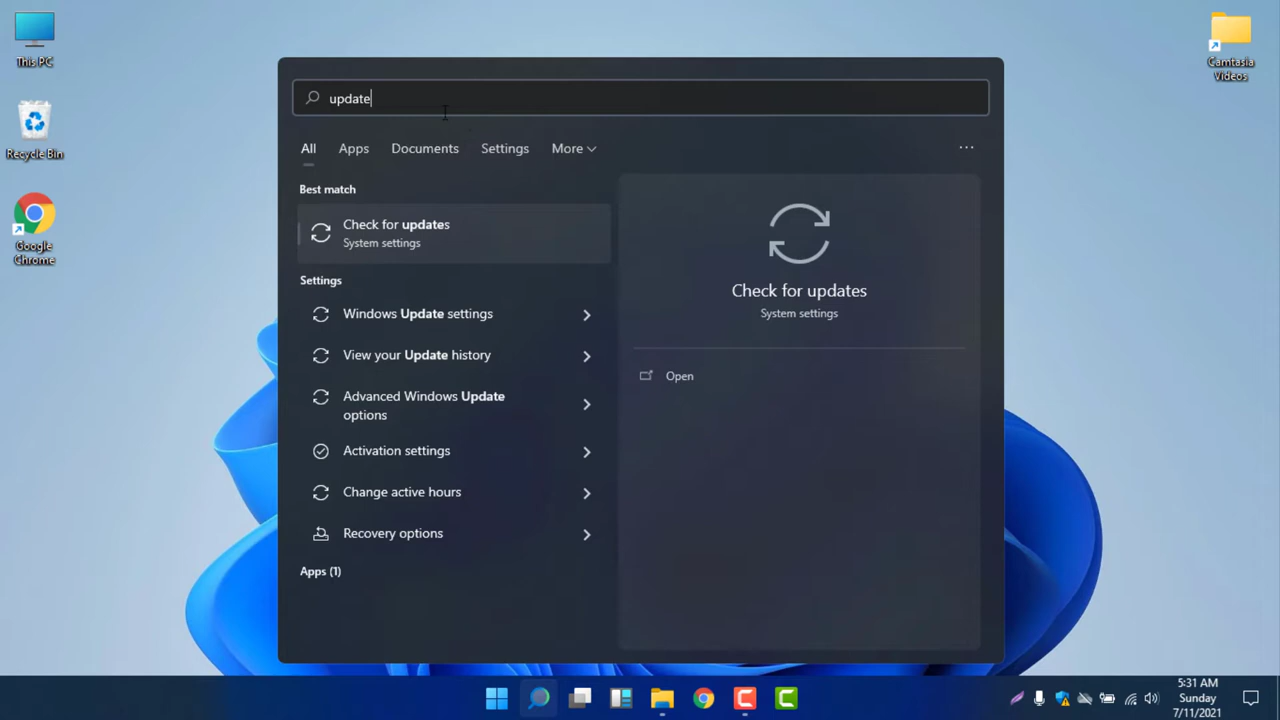 This PC
Recycle Bin
Google
Chrome
Camtasia
Videos
update
All Apps Documents Settings More
Best match
Check for updates
System settings
Settings
Windows Update settings
View your Update history
Advanced Windows Update
options
Activation settings
Change active hours
Recovery options
Apps (1)
Check for updates
System settings
Open
5:31 AM
Sunday
7/11/2021